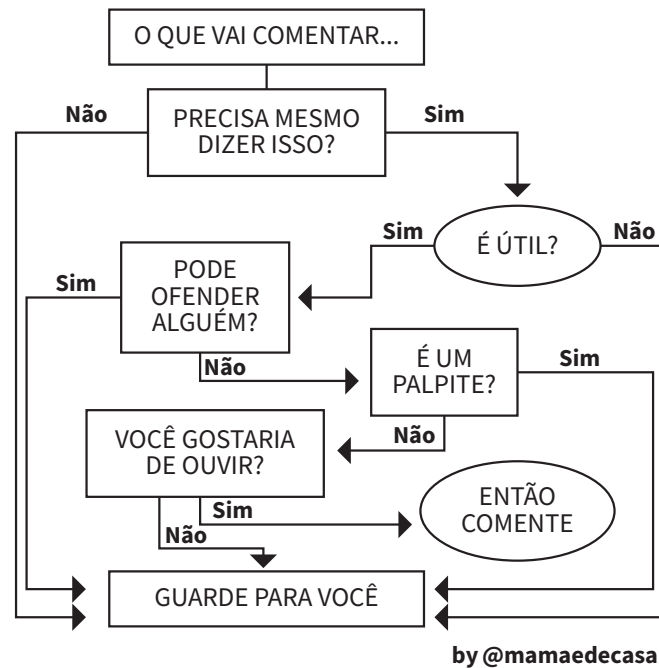 O QUE VAI COMENTAR...
Não
PRECISA MESMO
DIZER ISSO?
Sim
Sim
É ÚTIL?
Não
Sim
PODE
OFENDER
ALGUÉM?
Não
É UM
PALPITE?
Sim
Não
VOCÊ GOSTARIA
DE OUVIR?
Sim
Não
ENTÃO
COMENTE
GUARDE PARA VOCÊ
by @mamaedecasa